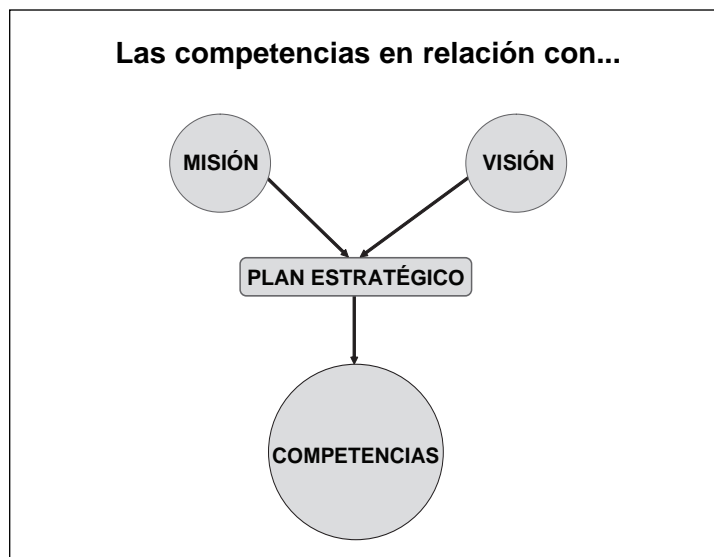 Las competencias en relación con...
MISIÓN
VISIÓN
PLAN ESTRATÉGICO
COMPETENCIAS